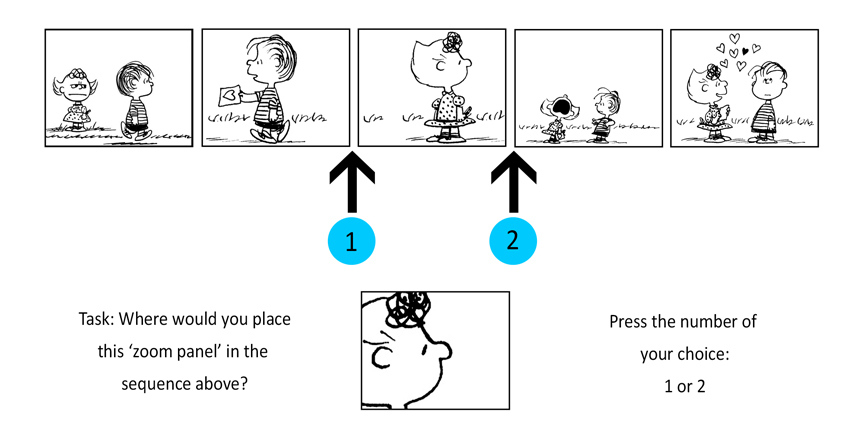 1
2
Task: Where would you place
this ‘zoom panel’ in the
sequence above?
Press the number of
your choice:
1 or 2